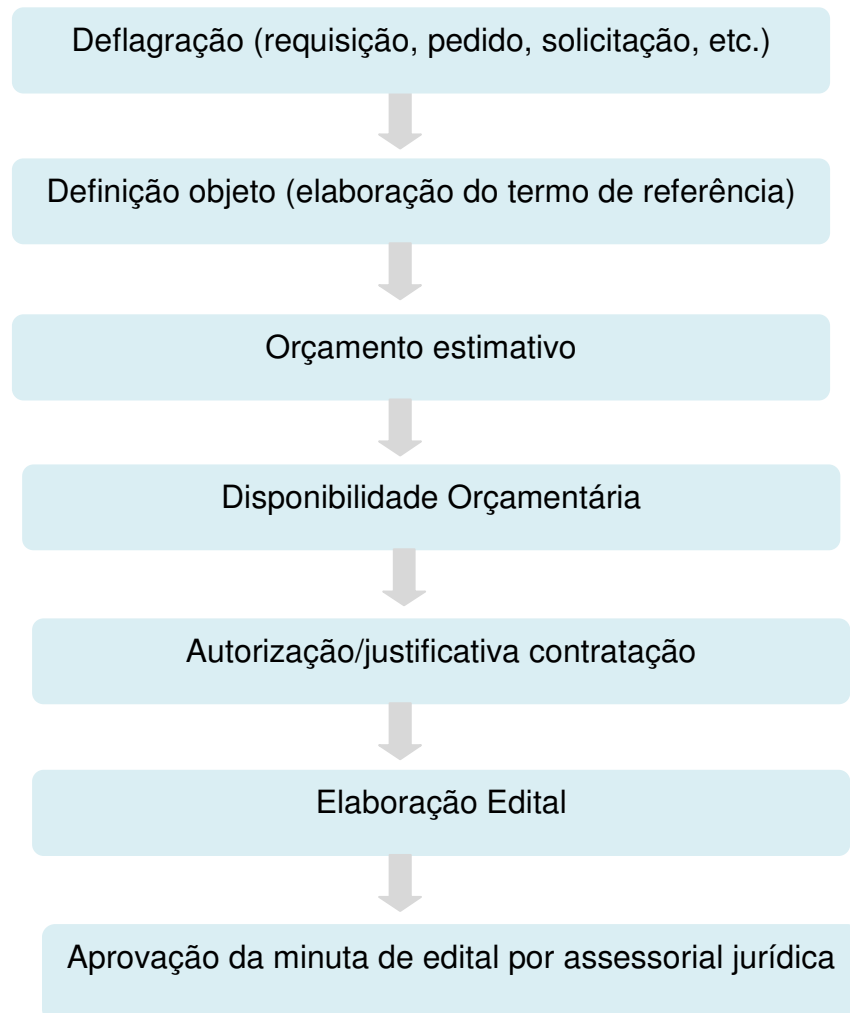 Deflagração (requisição, pedido, solicitação, etc.)
Definição objeto (elaboração do termo de referência)
Orçamento estimativo
Disponibilidade Orçamentária
Autorização/justificativa contratação
Elaboração Edital
Aprovação da minuta de edital por assessorial jurídica